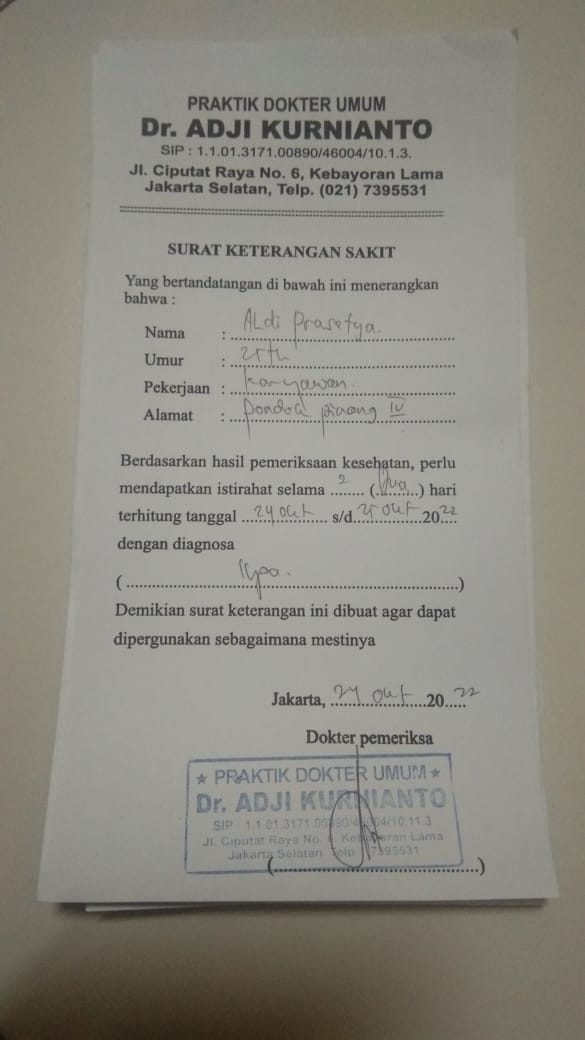 PRAKTIK DOKTER UMUM
Dr. ADJI KURNIANTO
SIP : 1.1.01.3171.00890/46004/10.1.3.
Jl. Ciputat Raya No. 6, Kebayoran Lama
Jakarta Selatan, Telp. (021) 7395531
SURAT KETERANGAN SAKIT
Yang bertandatangan di bawah ini menerangkan
bahwa :
Nama : ALdi Prasetya.
Umur :
Pekerjaan : karyawan.
Alamat : pondok pinang IV
Berdasarkan hasil pemeriksaan kesehatan, perlu
mendapatkan istirahat selama 2 (Dua) hari
terhitung tanggal 24 okt s/d 25 okt 2022
dengan diagnosa
( )
Demikian surat keterangan ini dibuat agar dapat
dipergunakan sebagaimana mestinya
Jakarta, 24 okt 2022
Dokter pemeriksa
★ PRAKTIK DOKTER UMUM ★
Dr. ADJI KURNIANTO
SIP : 1.1.01.3171.00890/46004/10.11.3
Jl. Ciputat Raya No. Kebayoran Lama
Jakarta Selatan Telp. 7395531
( )